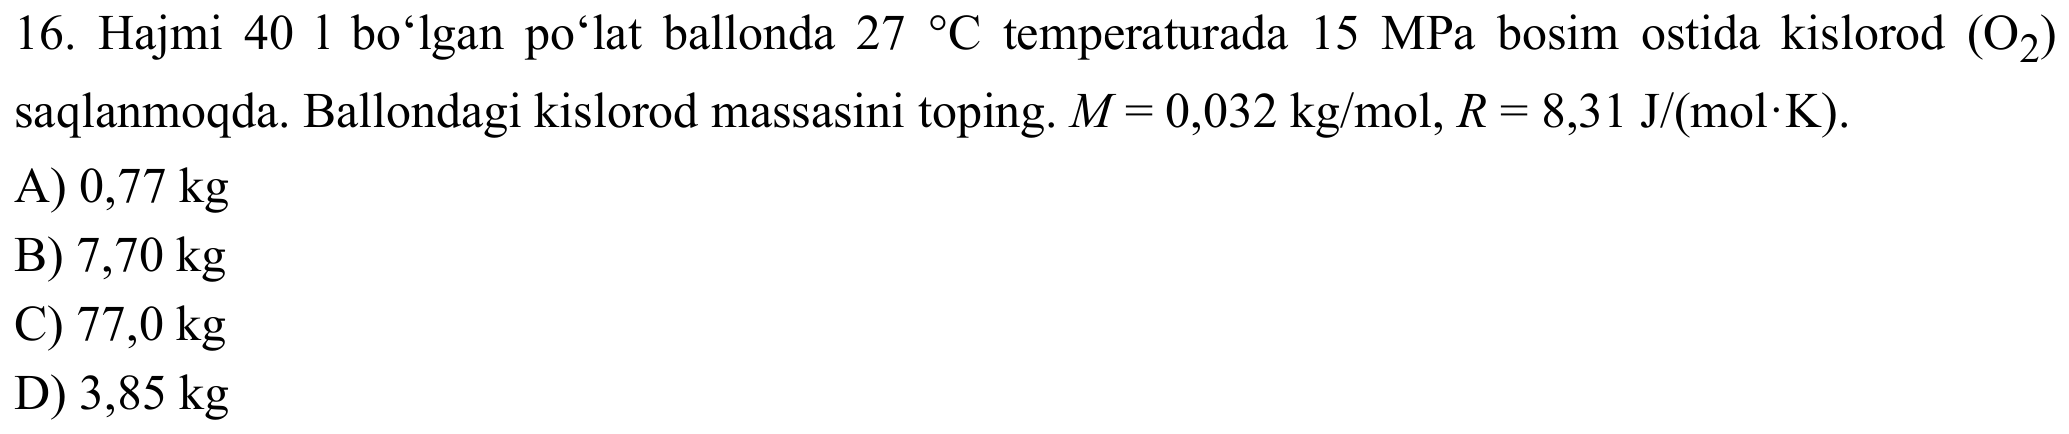 16. Hajmi 40 l bo‘lgan po‘lat ballonda 27 °C temperaturada 15 MPa bosim ostida kislorod (O₂)
saqlanmoqda. Ballondagi kislorod massasini toping. M = 0,032 kg/mol, R = 8,31 J/(mol·K).
A) 0,77 kg
B) 7,70 kg
C) 77,0 kg
D) 3,85 kg